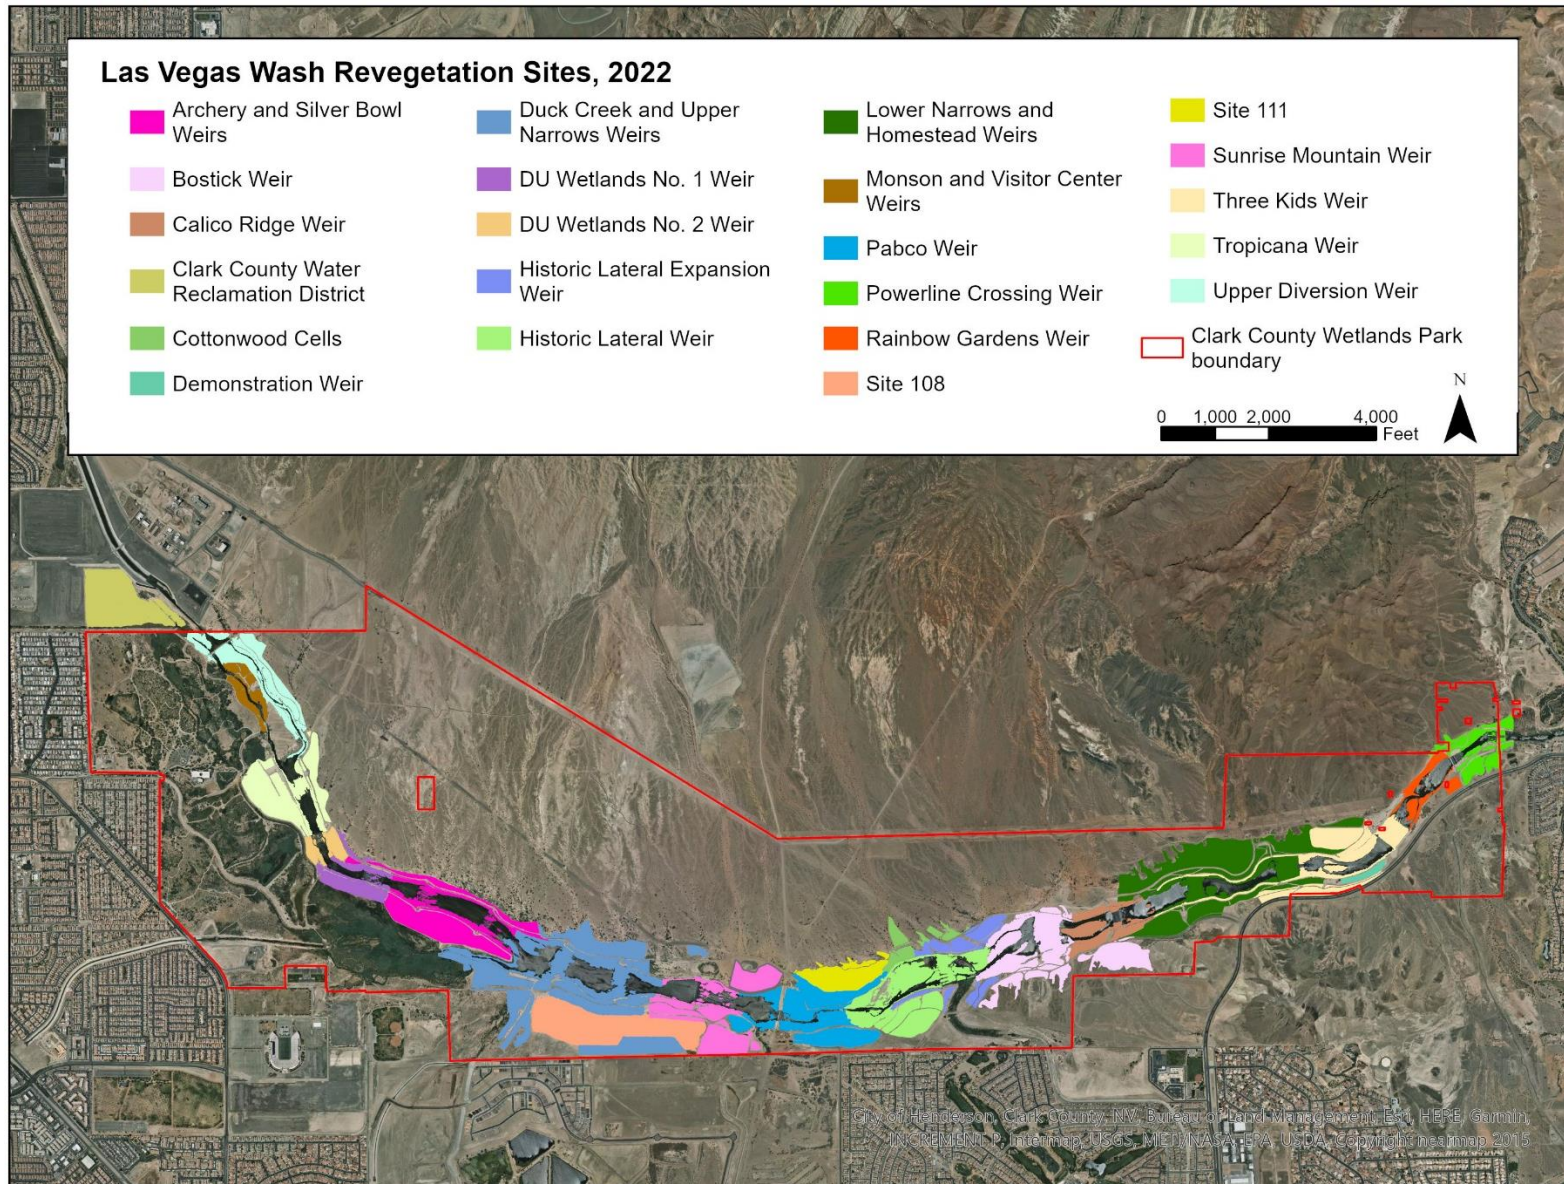 Las Vegas Wash Revegetation Sites, 2022
Archery and Silver Bowl
Weirs
Bostick Weir
Calico Ridge Weir
Clark County Water
Reclamation District
Cottonwood Cells
Demonstration Weir
Duck Creek and Upper
Narrows Weirs
DU Wetlands No. 1 Weir
DU Wetlands No. 2 Weir
Historic Lateral Expansion
Weir
Historic Lateral Weir
Lower Narrows and
Homestead Weirs
Monson and Visitor Center
Weirs
Pabco Weir
Powerline Crossing Weir
Rainbow Gardens Weir
Site 108
Site 111
Sunrise Mountain Weir
Three Kids Weir
Tropicana Weir
Upper Diversion Weir
Clark County Wetlands Park
boundary
N
0 1,000 2,000 4,000
Feet
City of Henderson, Clark County, NV, Bureau of Land Management, Esri, HERE, Garmin,
INCREMENT P, Intermap, USGS, METI/NASA, EPA, USDA, Copyright nearmap 2015